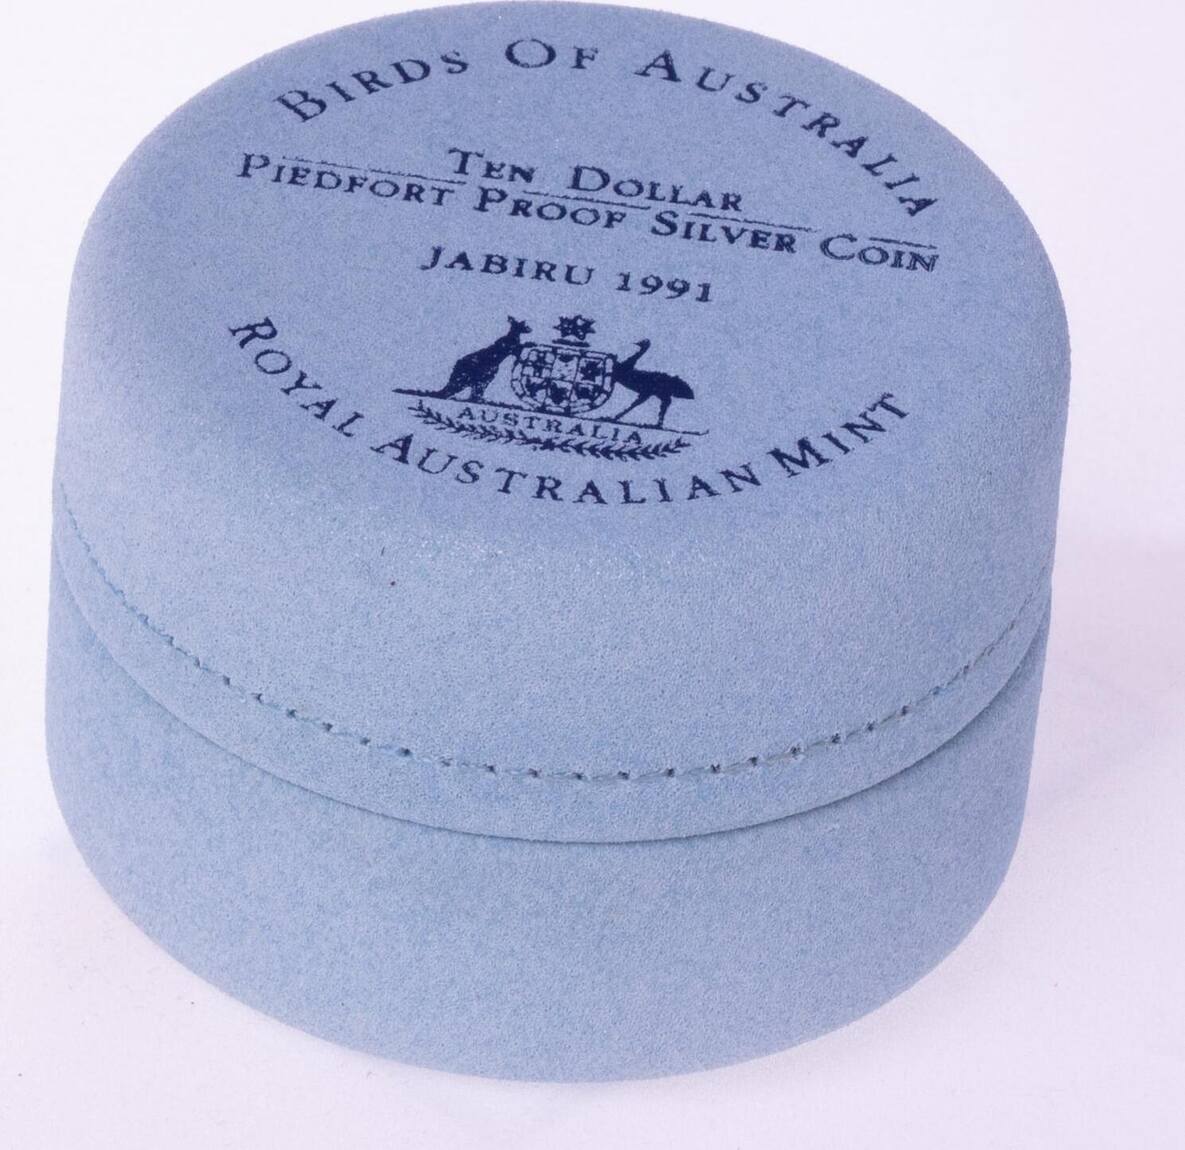 BIRDS OF AUSTRALIA
TEN DOLLAR
PIEDFORT PROOF SILVER COIN
JABIRU 1991
AUSTRALIA
ROYAL AUSTRALIAN MINT